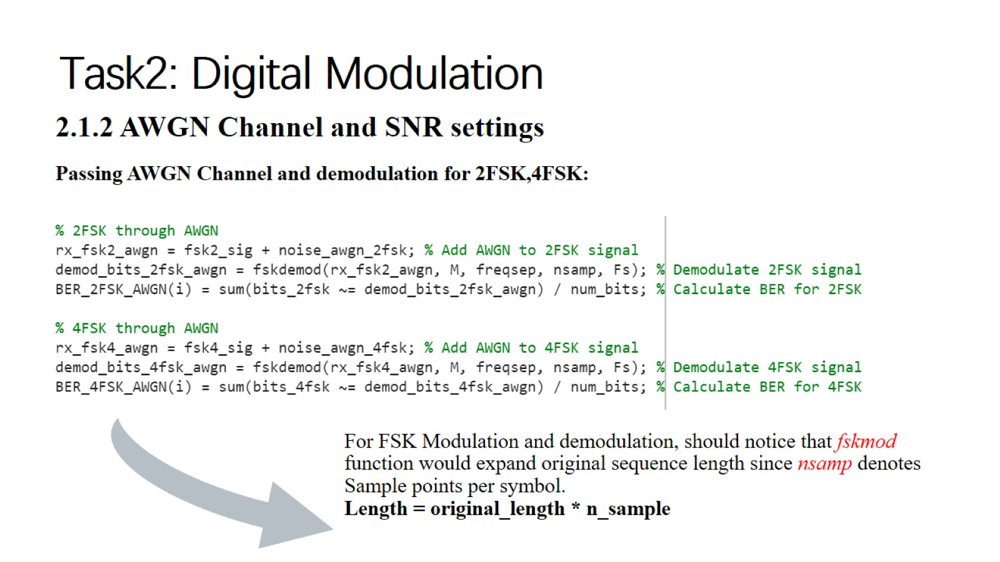 Task2: Digital Modulation
2.1.2 AWGN Channel and SNR settings
Passing AWGN Channel and demodulation for 2FSK,4FSK:
% 2FSK through AWGN
rx_fsk2_awgn = fsk2_sig + noise_awgn_2fsk; % Add AWGN to 2FSK signal
demod_bits_2fsk_awgn = fskdemod(rx_fsk2_awgn, M, freqsep, nsamp, Fs); % Demodulate 2FSK signal
BER_2FSK_AWGN(i) = sum(bits_2fsk ~= demod_bits_2fsk_awgn) / num_bits; % Calculate BER for 2FSK
% 4FSK through AWGN
rx_fsk4_awgn = fsk4_sig + noise_awgn_4fsk; % Add AWGN to 4FSK signal
demod_bits_4fsk_awgn = fskdemod(rx_fsk4_awgn, M, freqsep, nsamp, Fs); % Demodulate 4FSK signal
BER_4FSK_AWGN(i) = sum(bits_4fsk ~= demod_bits_4fsk_awgn) / num_bits; % Calculate BER for 4FSK
For FSK Modulation and demodulation, should notice that fskmod
function would expand original sequence length since nsamp denotes
Sample points per symbol.
Length = original_length * n_sample